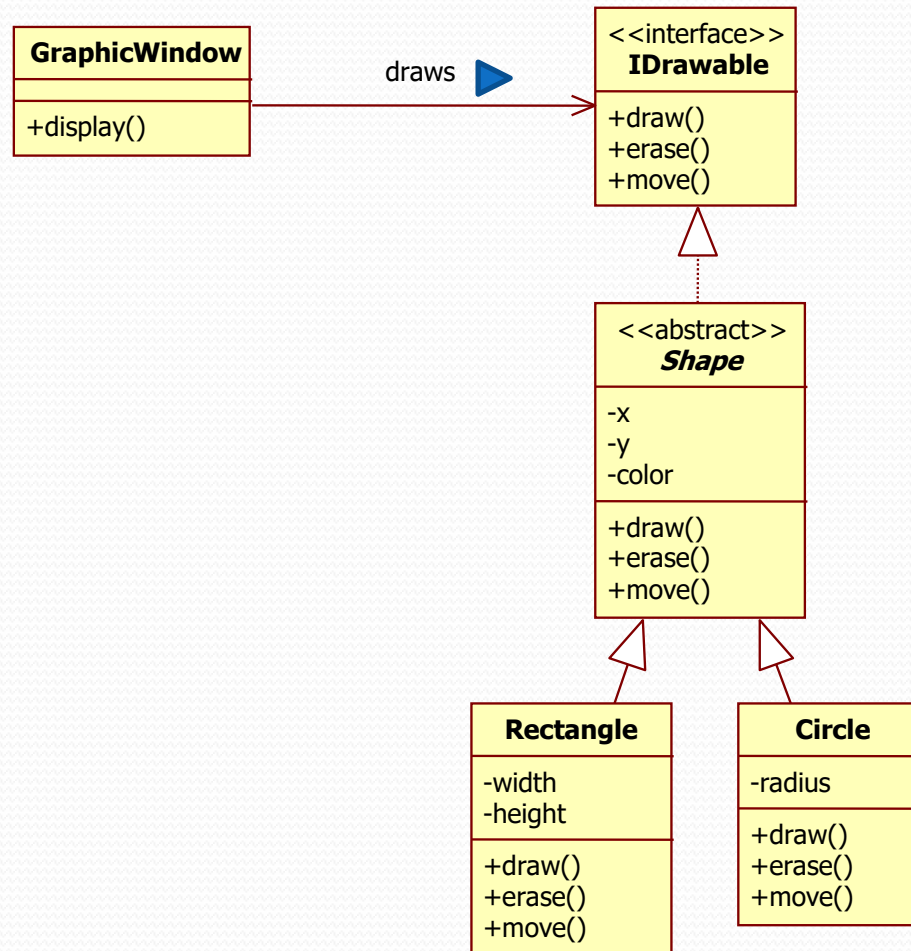 GraphicWindow
+display()
draws
<<interface>>
IDrawable
+draw()
+erase()
+move()
<<abstract>>
Shape
-x
-y
-color
+draw()
+erase()
+move()
Rectangle
-width
-height
+draw()
+erase()
+move()
Circle
-radius
+draw()
+erase()
+move()